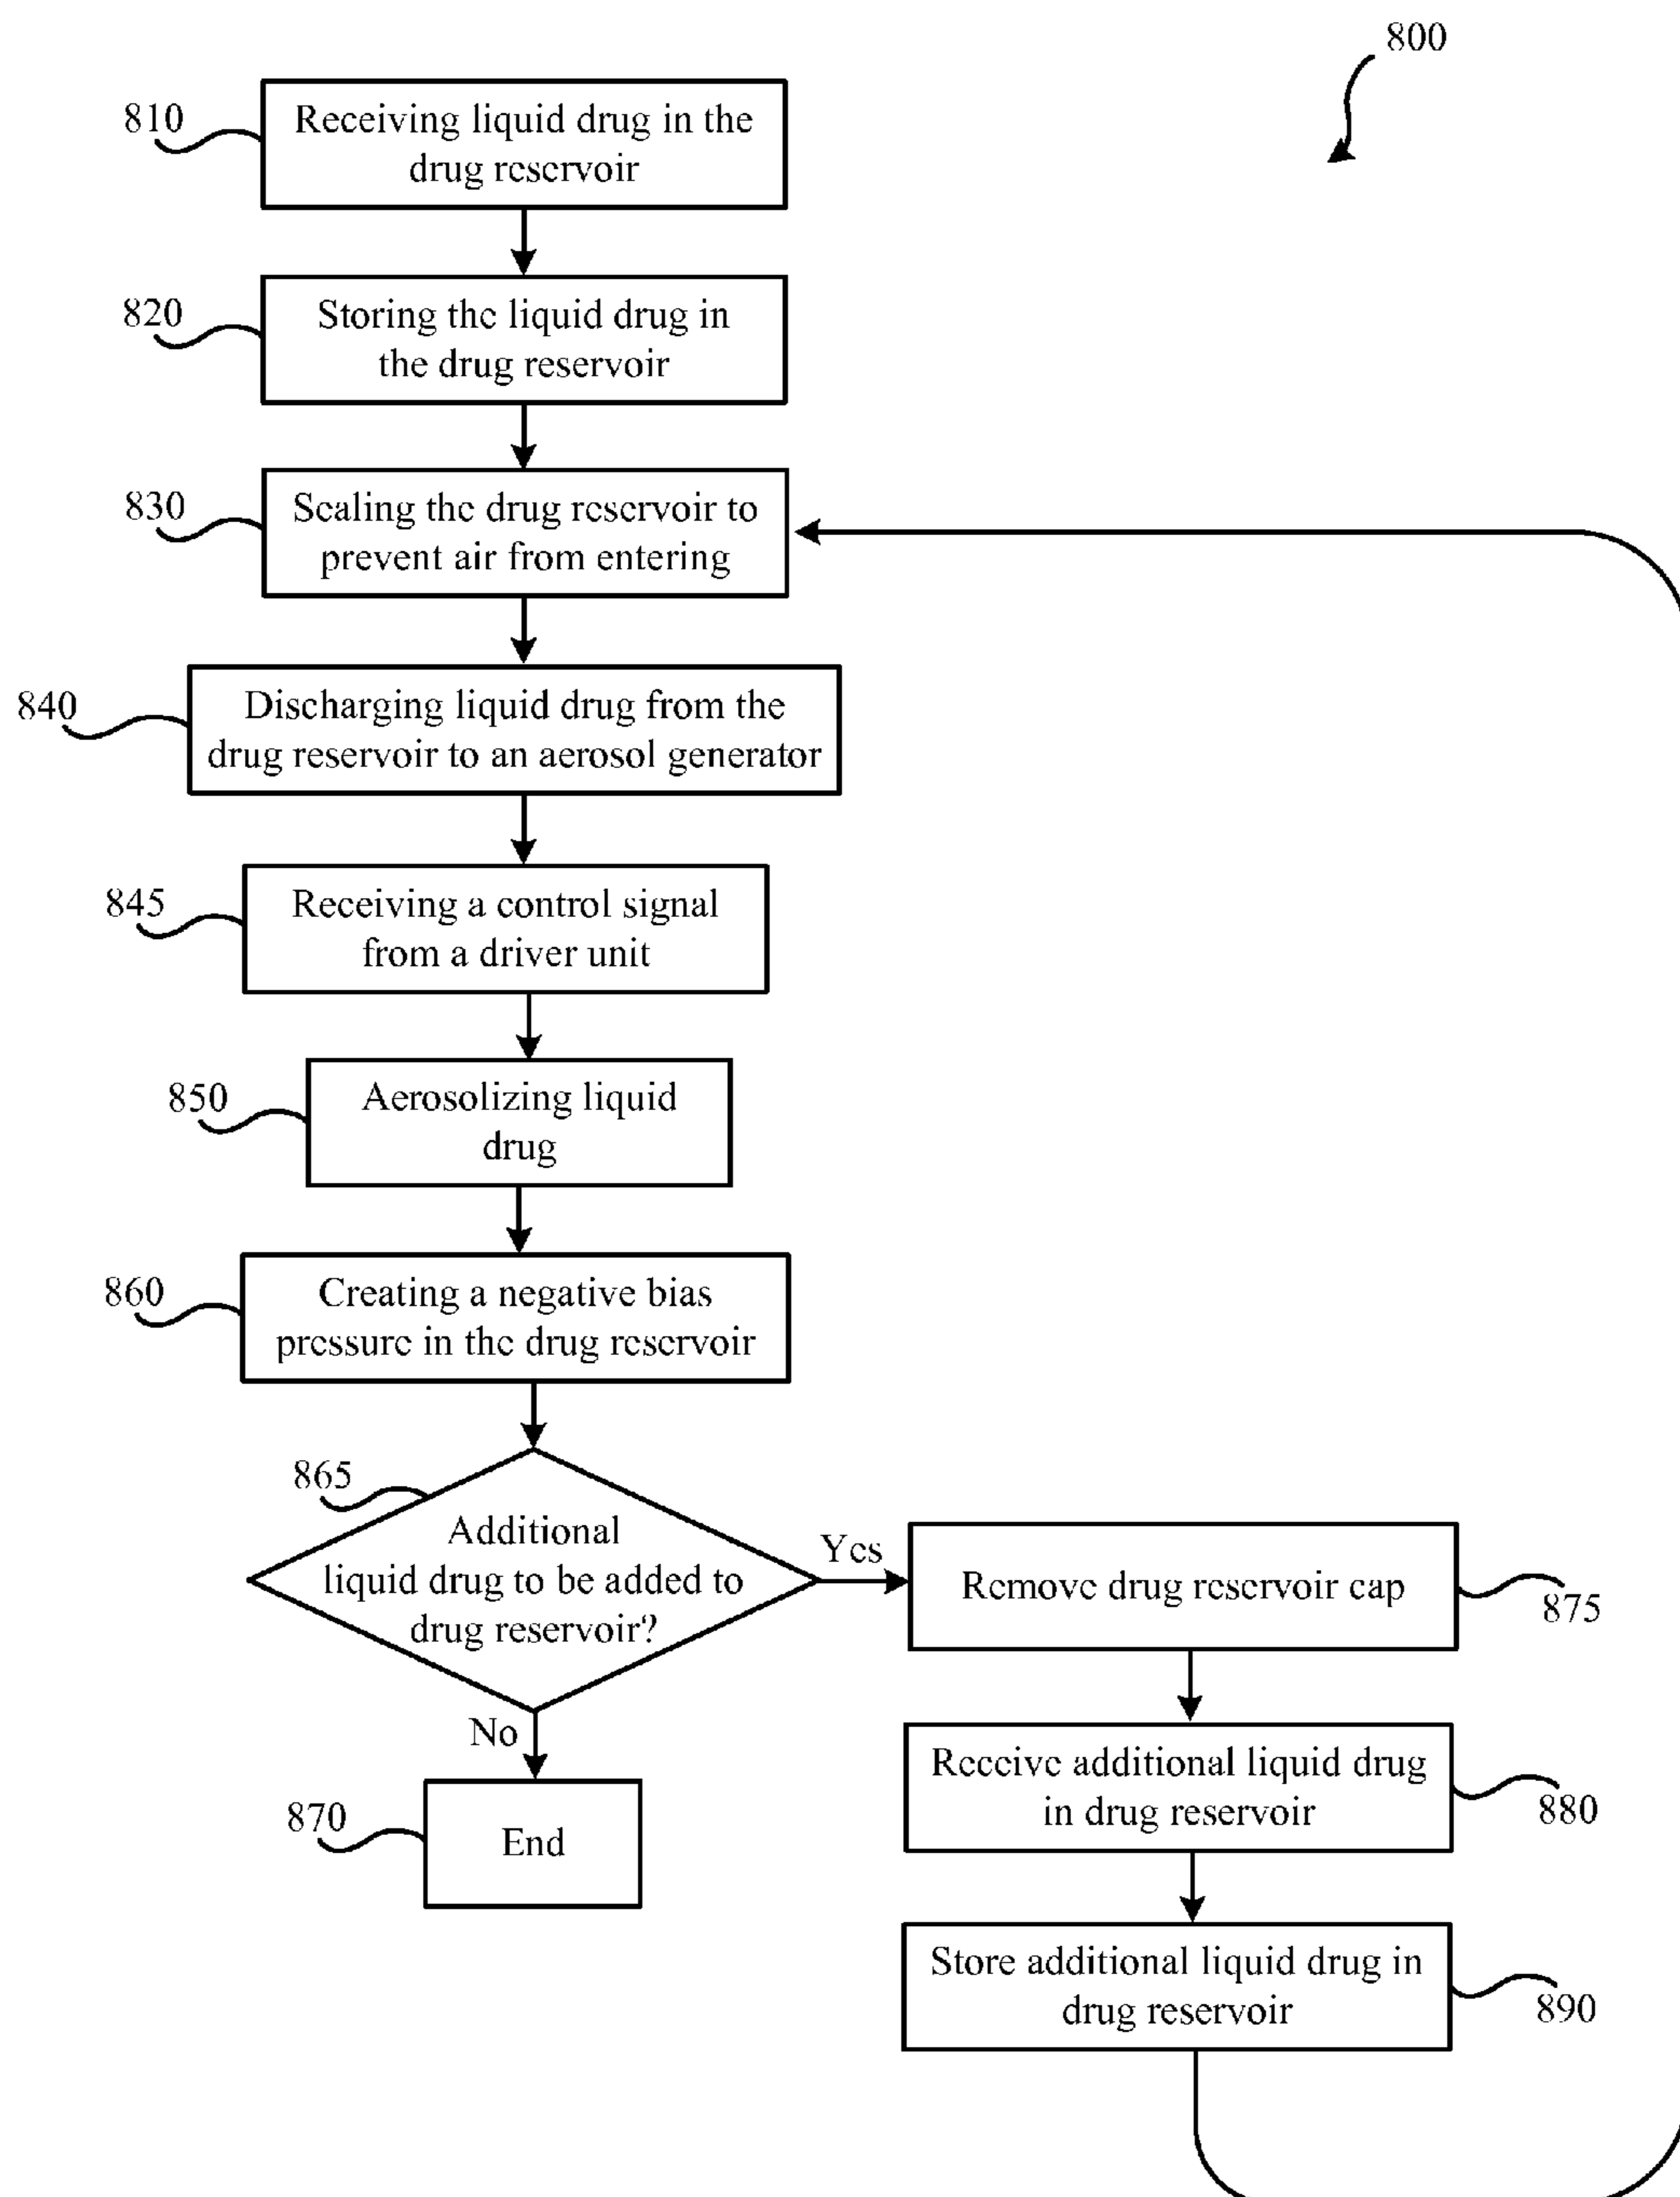 800
810
Receiving liquid drug in the
drug reservoir
820
Storing the liquid drug in
the drug reservoir
830
Sealing the drug reservoir to
prevent air from entering
840
Discharging liquid drug from the
drug reservoir to an aerosol generator
845
Receiving a control signal
from a driver unit
850
Aerosolizing liquid
drug
860
Creating a negative bias
pressure in the drug reservoir
865
Additional
liquid drug to be added to
drug reservoir?
Yes
Remove drug reservoir cap
875
No
Receive additional liquid drug
in drug reservoir
880
870
End
Store additional liquid drug in
drug reservoir
890